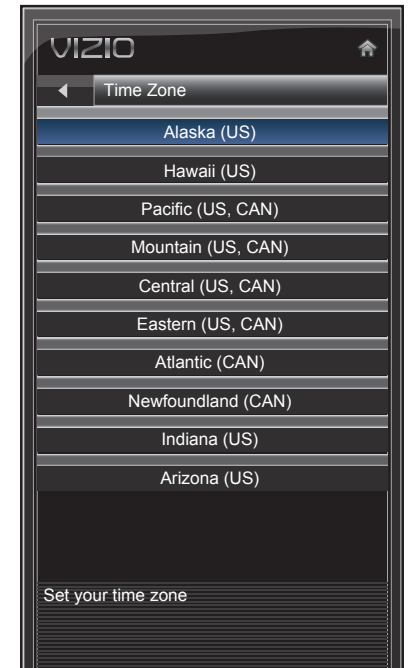 VIZIO
Time Zone
Alaska (US)
Hawaii (US)
Pacific (US, CAN)
Mountain (US, CAN)
Central (US, CAN)
Eastern (US, CAN)
Atlantic (CAN)
Newfoundland (CAN)
Indiana (US)
Arizona (US)
Set your time zone